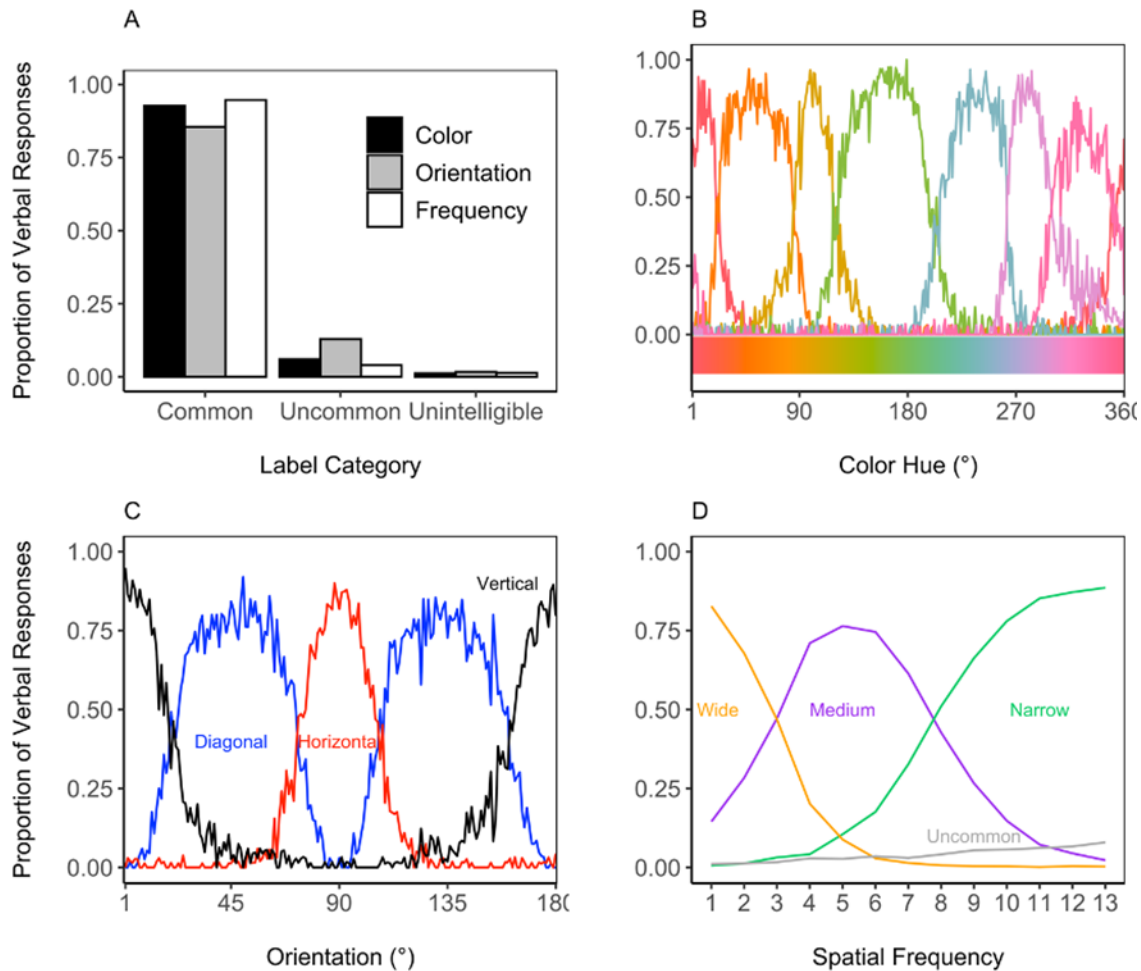 A
Proportion of Verbal Responses
1.00
0.75
0.50
0.25
0.00
Color
Orientation
Frequency
Common Uncommon Unintelligible
Label Category
B
1.00
0.75
0.50
0.25
0.00
1 90 180 270 360
Color Hue (°)
C
Proportion of Verbal Responses
1.00
0.75
0.50
0.25
0.00
Vertical
Diagonal
Horizontal
1 45 90 135 180
Orientation (°)
D
1.00
0.75
0.50
0.25
0.00
Wide
Medium
Narrow
Uncommon
1 2 3 4 5 6 7 8 9 10 11 12 13
Spatial Frequency